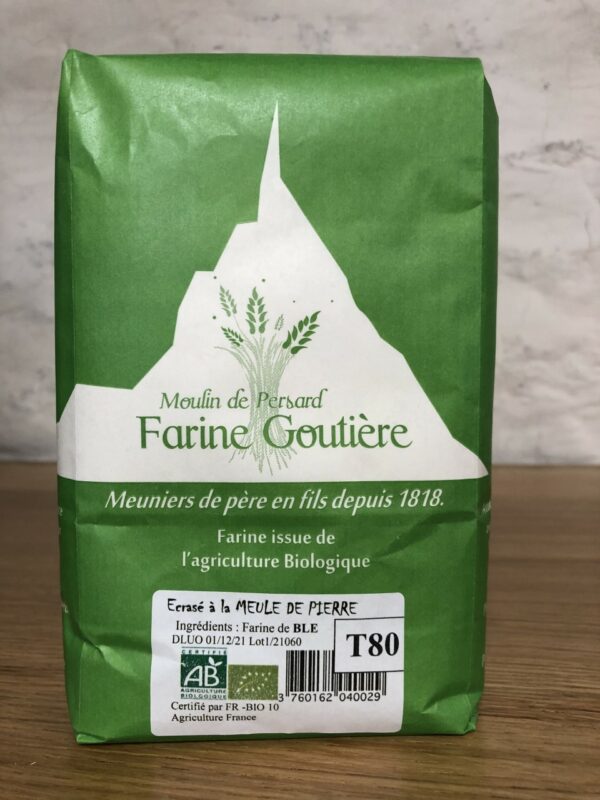 Moulin de Persard
Farine Goutière
Meuniers de père en fils depuis 1818.
Farine issue de
l'agriculture Biologique
Ecrasé à la MEULE DE PIERRE
Ingrédients : Farine de BLE
DLUO 01/12/21 Lot1/21060
T80
CERTIFIÉ
AB
AGRICULTURE
BIOLOGIQUE
3 760162 040029
Certifié par FR -BIO 10
Agriculture France